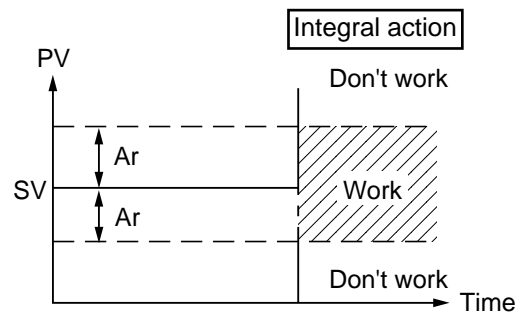 Integral action
PV
Don't work
Ar
SV
Work
Ar
Don't work
Time